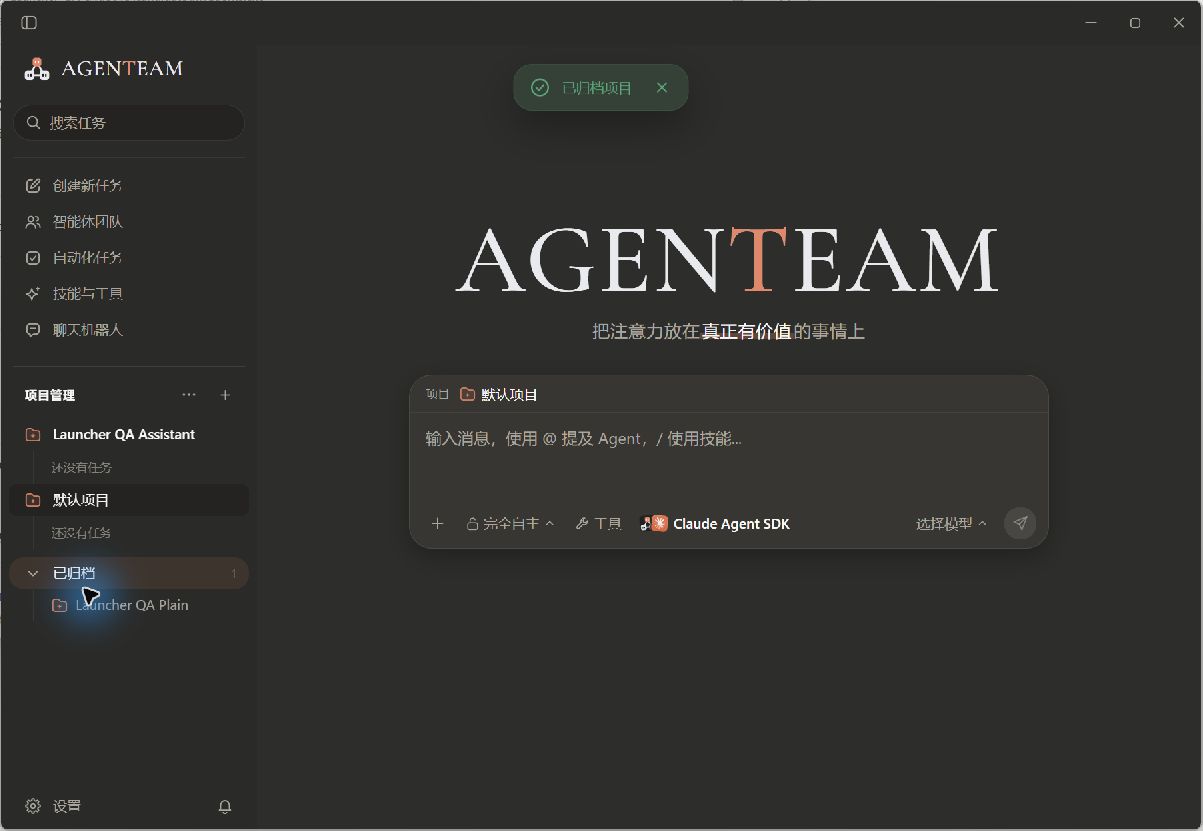 AGENTEAM
搜索任务
创建新任务
智能体团队
自动化任务
技能与工具
聊天机器人
项目管理
Launcher QA Assistant
还没有任务
默认项目
还没有任务
已归档 1
Launcher QA Plain
设置
已归档项目
AGENTEAM
把注意力放在真正有价值的事情上
项目 默认项目
输入消息，使用 @ 提及 Agent，/ 使用技能...
完全自主 工具 Claude Agent SDK 选择模型